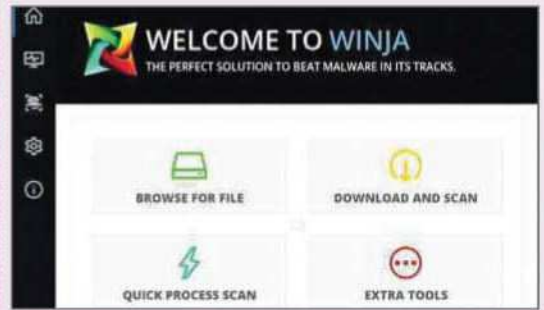 WELCOME TO WINJA
THE PERFECT SOLUTION TO BEAT MALWARE IN ITS TRACKS.
BROWSE FOR FILE
DOWNLOAD AND SCAN
QUICK PROCESS SCAN
EXTRA TOOLS